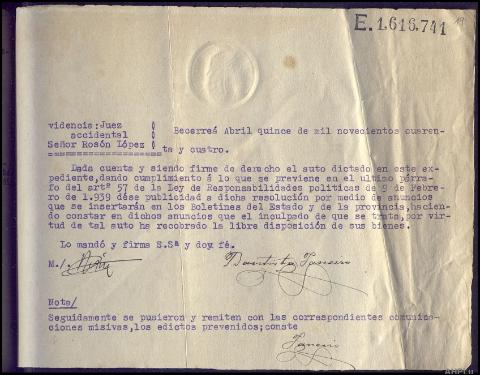 E.1.616.741
19
videncia:Juez
accidental
Señor Rosón López
Becerreá Abril quince de mil novecientos cuaren-
ta y cuatro.
Dada cuenta y siendo firme de derecho el auto dictado en este ex-
pediente,dando cumplimiento á lo que se previene en el ultimo párra-
fo del artº 57 de la Ley de Responsabilidades politicas de 9 de Febre-
ro de 1.939 dése publicidad a dicha resolución por medio de anuncios
que se insertarán en los Boletines del Estado y de la provincia,hacien-
do constar en dichos anuncios que el inculpado de que se trata,por vir-
tud de tal auto ha recobrado la libre disposición de sus bienes.
Lo mandó y firma S.Sª y doy fé.
M./
Nota/
Seguidamente se pusieron y remiten con las correspondientes comunica-
ciones misivas,los edictos prevenidos;conste